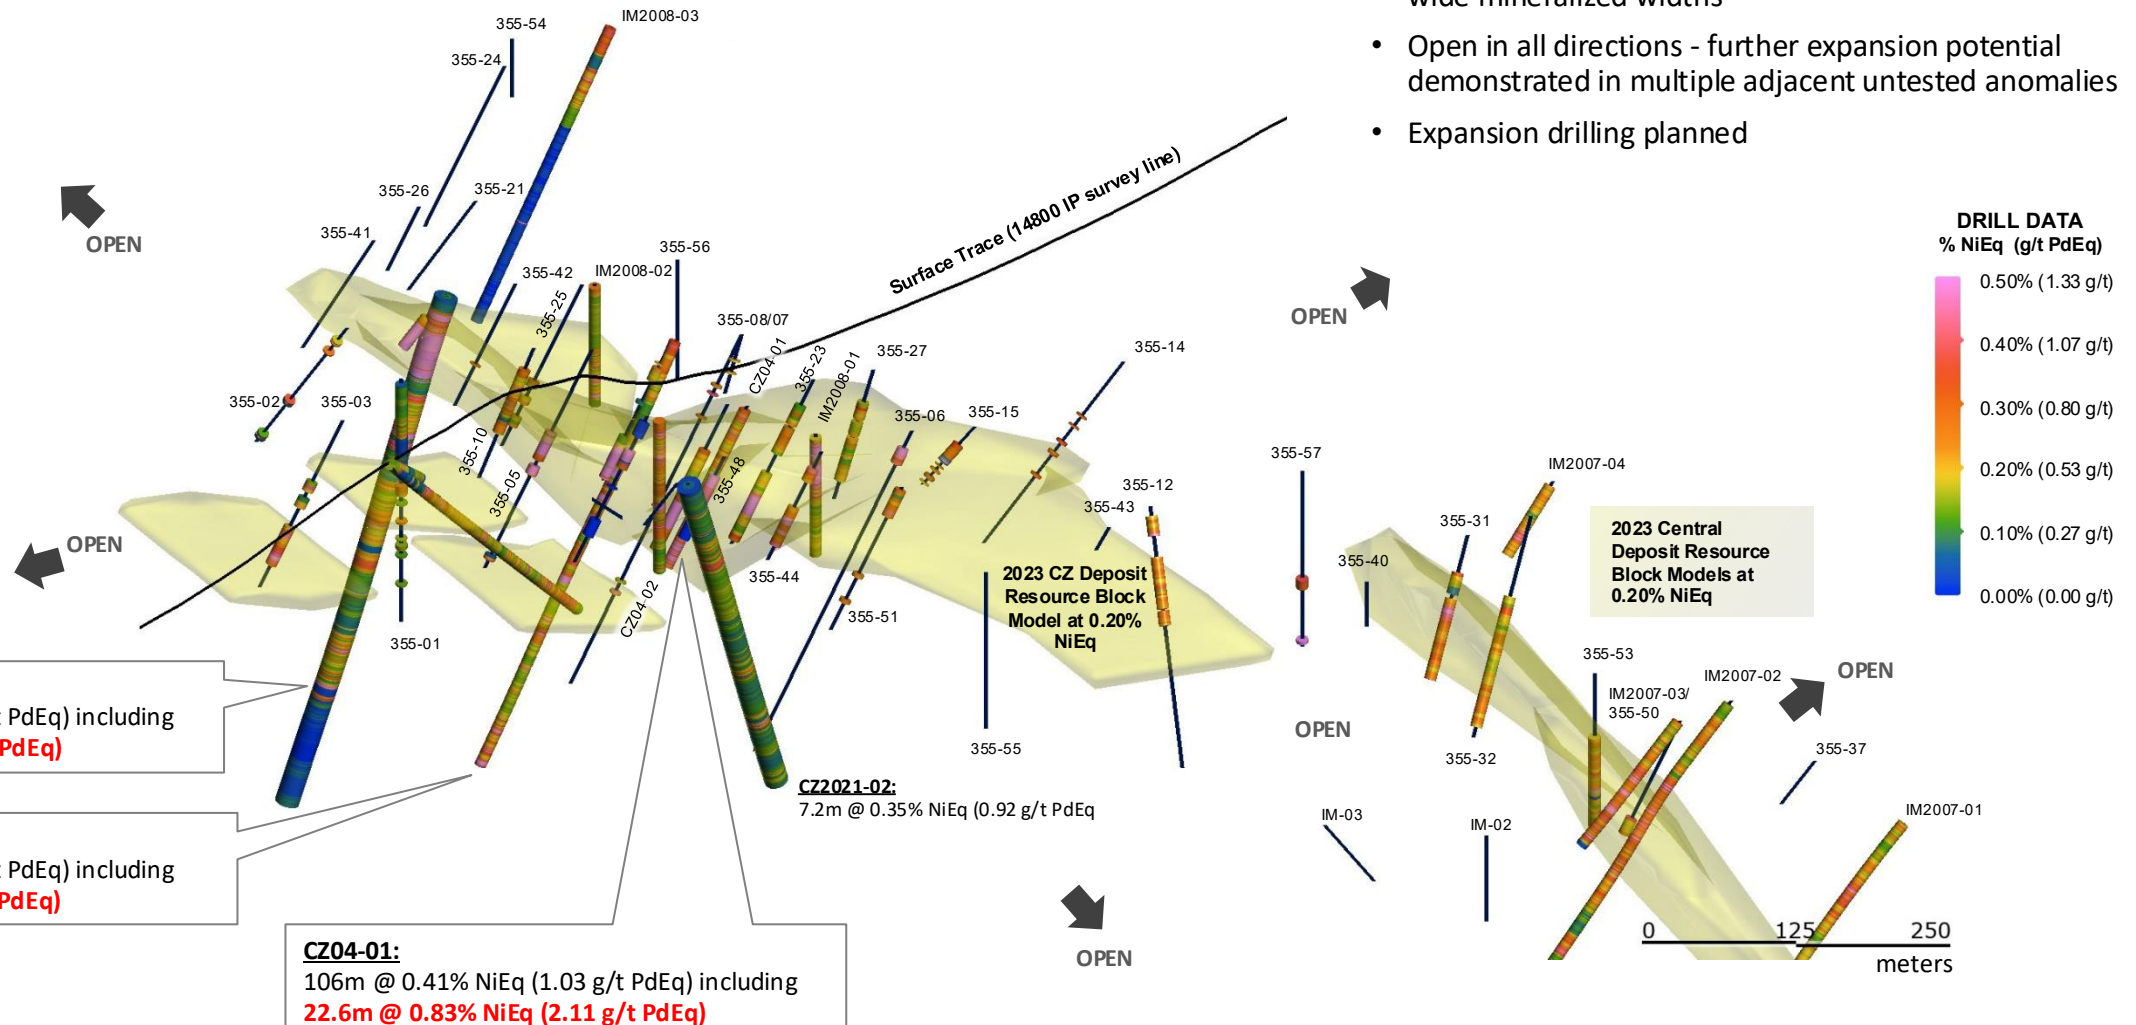 wide mineralized widths
• Open in all directions - further expansion potential
demonstrated in multiple adjacent untested anomalies
• Expansion drilling planned
355-54
IM2008-03
355-24
355-26
355-21
355-41
OPEN
355-42
IM2008-02
355-56
355-25
Surface Trace (14800 IP survey line)
355-08/07
CZ04-01
355-23
IM2008-01
355-27
355-14
OPEN
DRILL DATA
% NiEq (g/t PdEq)
0.50% (1.33 g/t)
0.40% (1.07 g/t)
0.30% (0.80 g/t)
0.20% (0.53 g/t)
0.10% (0.27 g/t)
0.00% (0.00 g/t)
355-02
355-03
355-06
355-15
355-10
355-05
355-48
355-12
355-43
355-57
IM2007-04
355-31
355-40
OPEN
355-44
355-51
CZ04-02
355-01
2023 CZ Deposit
Resource Block
Model at 0.20%
NiEq
2023 Central
Deposit Resource
Block Models at
0.20% NiEq
355-53
IM2007-03/
355-50
IM2007-02
OPEN
355-55
OPEN
355-32
355-37
IM-03
IM-02
IM2007-01
t PdEq) including
PdEq)
CZ2021-02:
7.2m @ 0.35% NiEq (0.92 g/t PdEq
t PdEq) including
PdEq)
CZ04-01:
106m @ 0.41% NiEq (1.03 g/t PdEq) including
22.6m @ 0.83% NiEq (2.11 g/t PdEq)
OPEN
0 125 250
meters